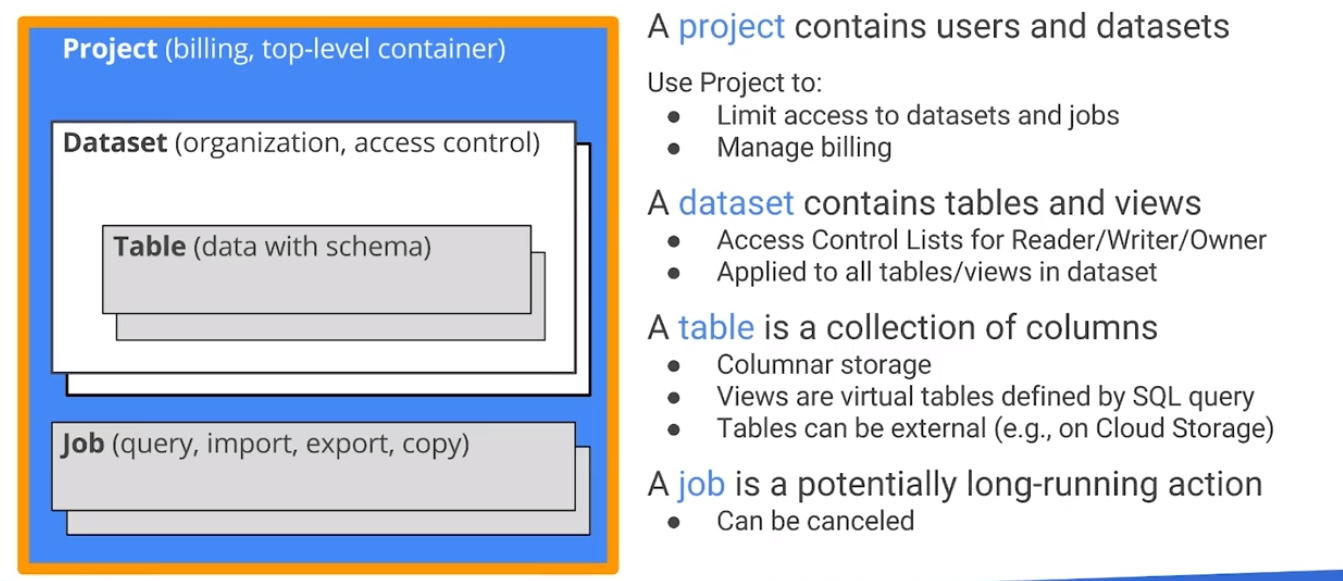 Project (billing, top-level container)
Dataset (organization, access control)
Table (data with schema)
Job (query, import, export, copy)
A project contains users and datasets
Use Project to:
● Limit access to datasets and jobs
● Manage billing
A dataset contains tables and views
● Access Control Lists for Reader/Writer/Owner
● Applied to all tables/views in dataset
A table is a collection of columns
● Columnar storage
● Views are virtual tables defined by SQL query
● Tables can be external (e.g., on Cloud Storage)
A job is a potentially long-running action
● Can be canceled